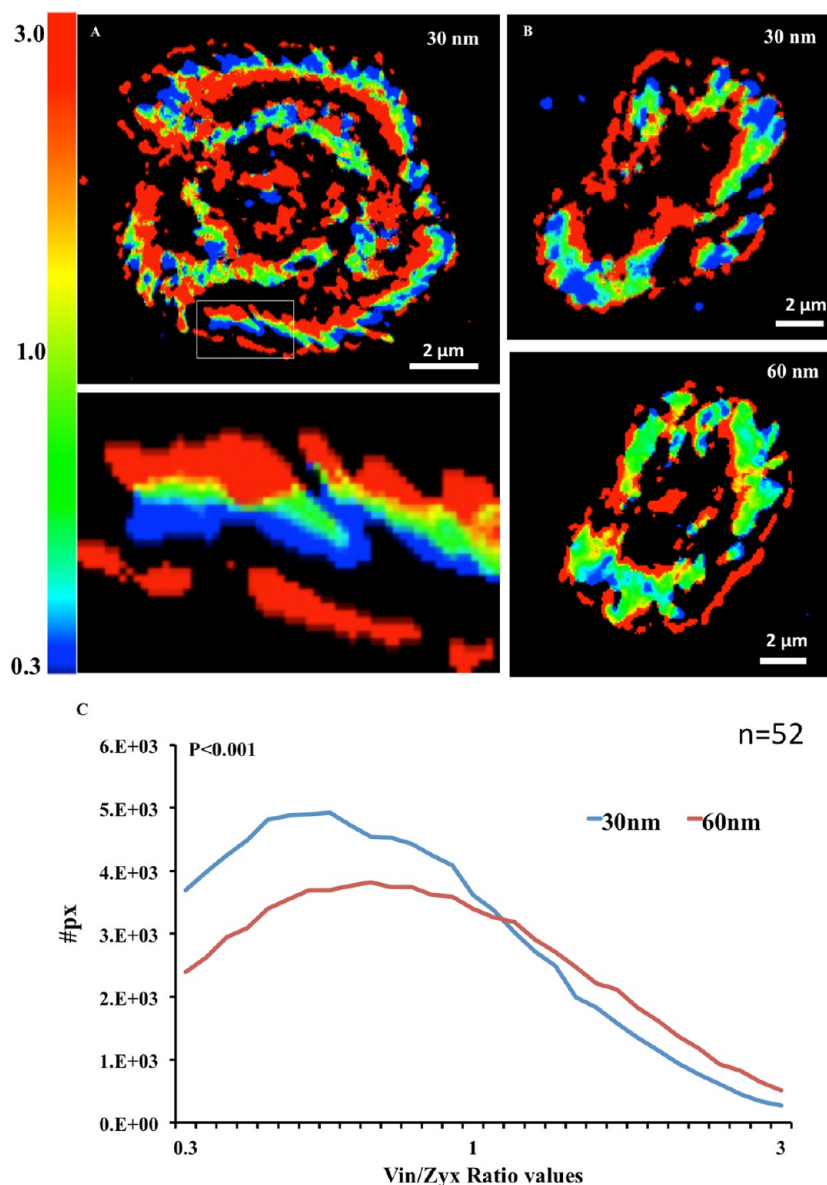 3.0
A
30 nm
B
30 nm
1.0
2 µm
2 µm
60 nm
0.3
2 µm
C
6.E+03
P<0.001
n=52
5.E+03
30nm
60nm
4.E+03
#px
3.E+03
2.E+03
1.E+03
0.E+00
0.3
1
3
Vin/Zyx Ratio values